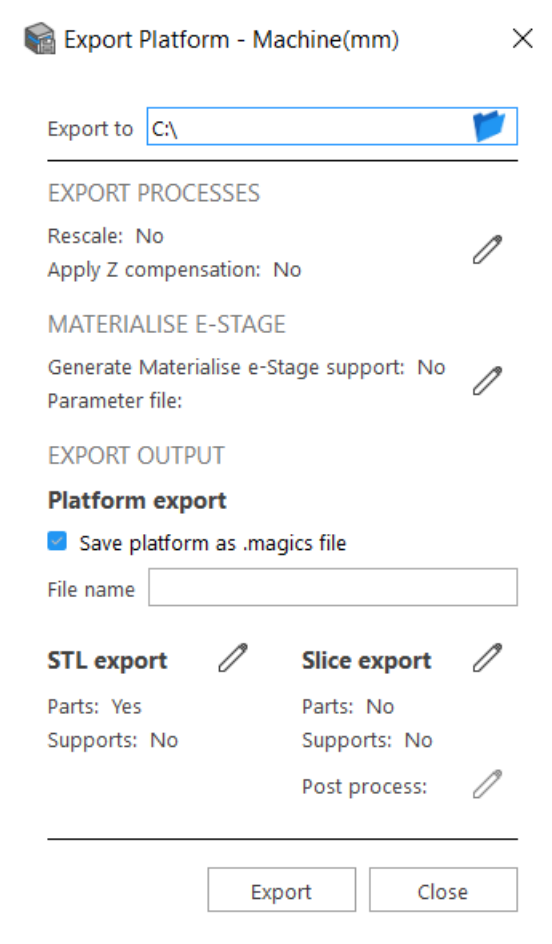 Export Platform - Machine(mm)
Export to C:\
EXPORT PROCESSES
Rescale: No
Apply Z compensation: No
MATERIALISE E-STAGE
Generate Materialise e-Stage support: No
Parameter file:
EXPORT OUTPUT
Platform export
Save platform as .magics file
File name
STL export
Parts: Yes
Supports: No
Slice export
Parts: No
Supports: No
Post process:
Export Close